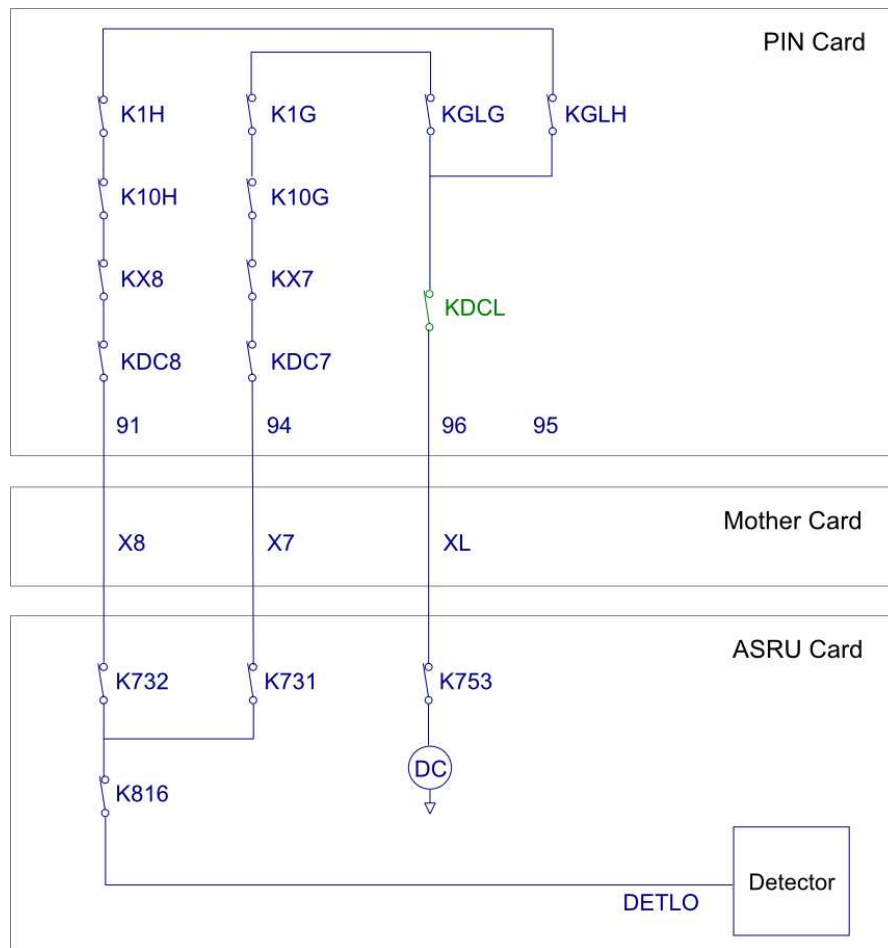 PIN Card
K1H
K1G
KGLG
KGLH
K10H
K10G
KX8
KX7
KDCL
KDC8
KDC7
91
94
96
95
Mother Card
X8
X7
XL
ASRU Card
K732
K731
K753
DC
K816
Detector
DETLO